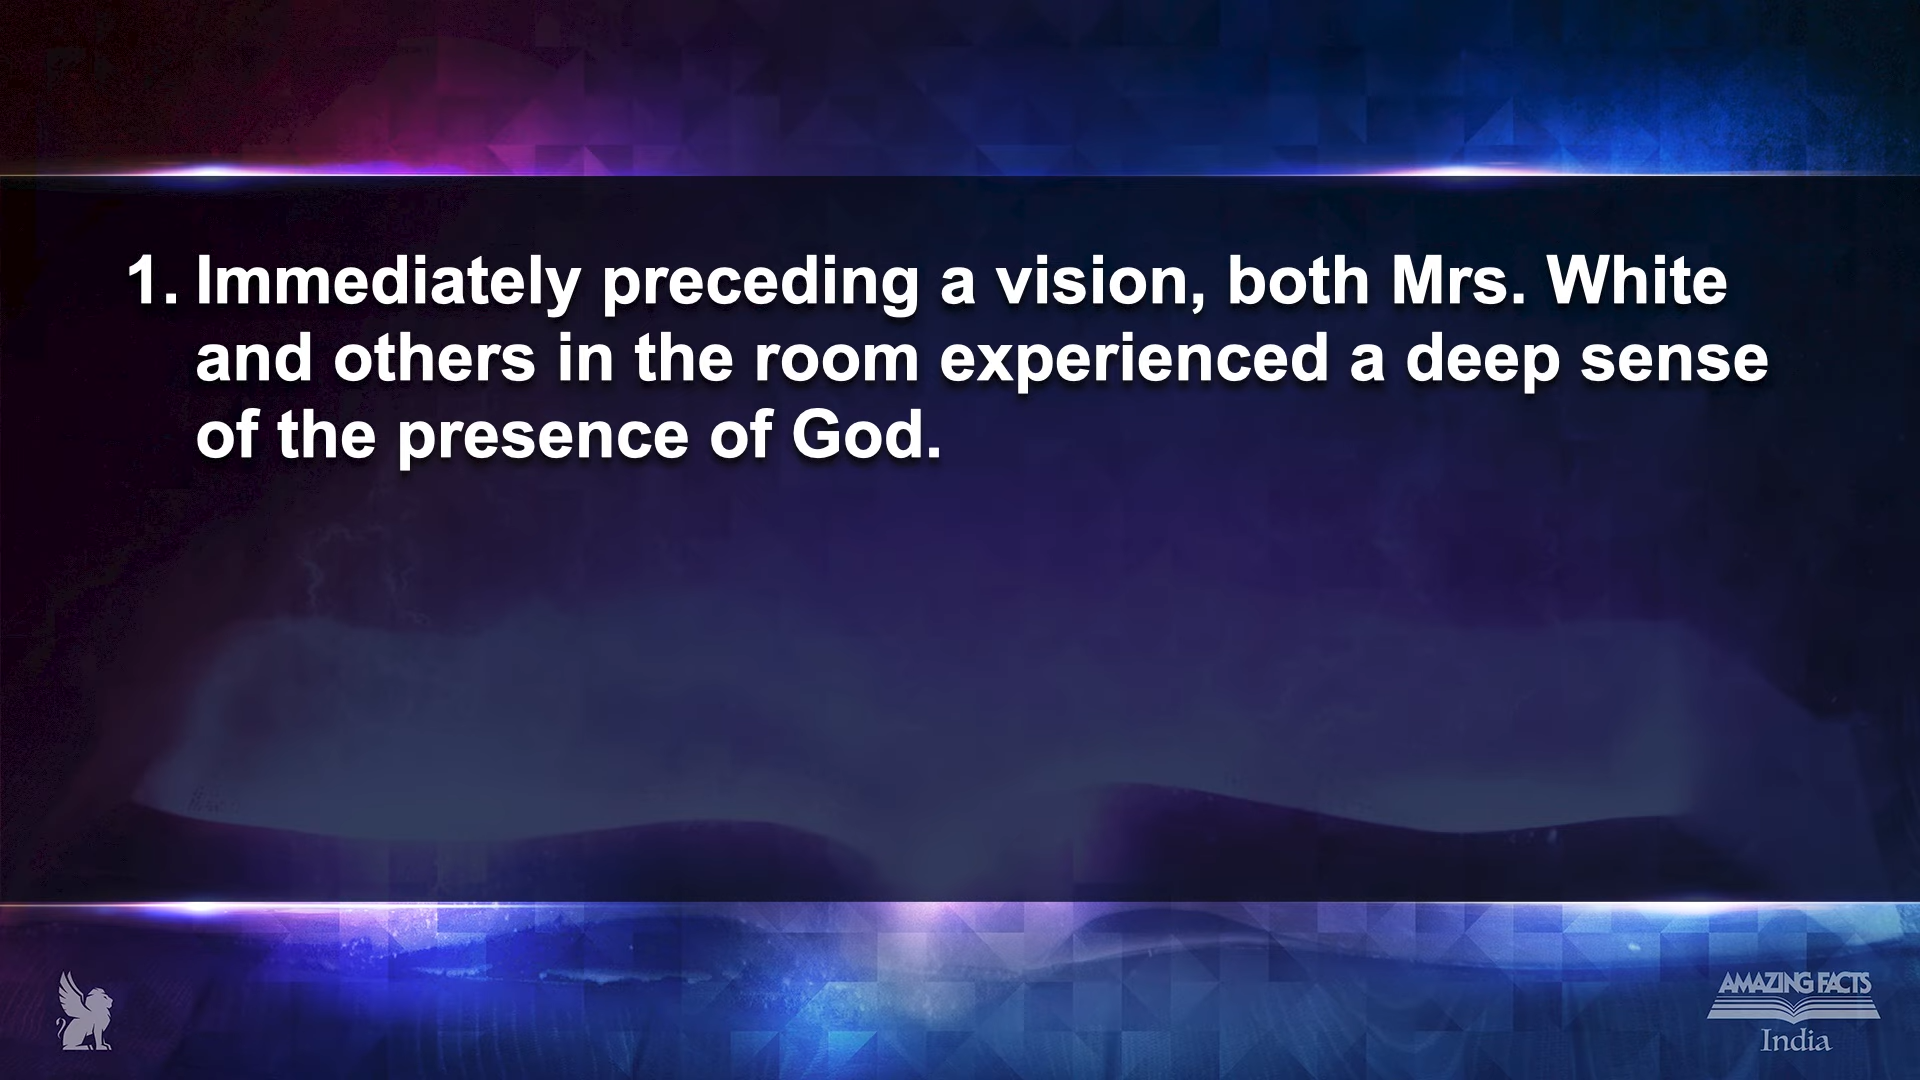 1. Immediately preceding a vision, both Mrs. White
and others in the room experienced a deep sense
of the presence of God.
AMAZING FACTS
India